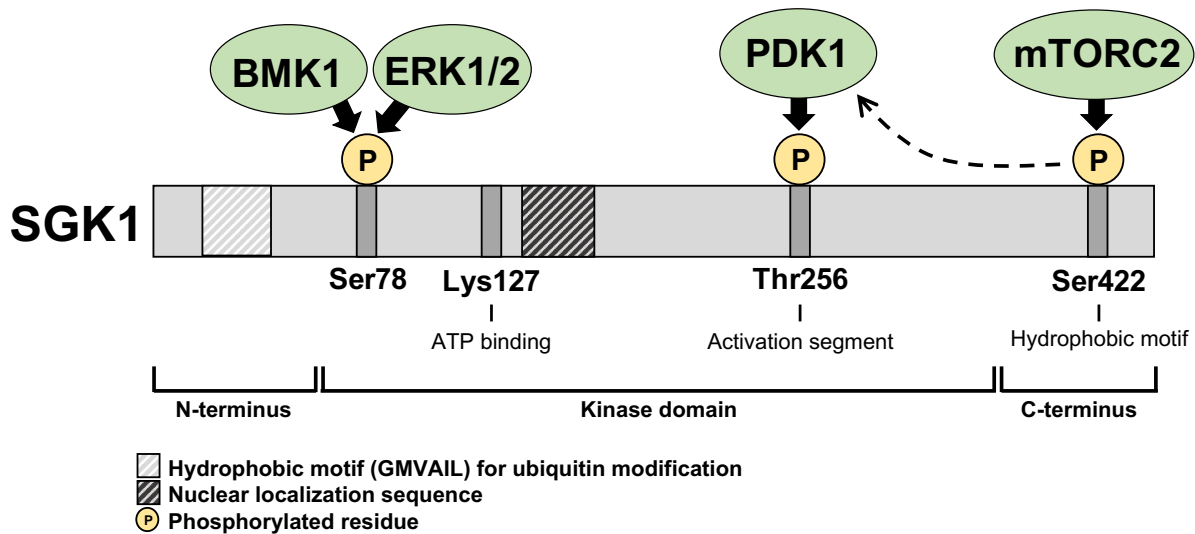 BMK1 ERK1/2 PDK1 mTORC2
P P P
SGK1
Ser78 Lys127 Thr256 Ser422
ATP binding Activation segment Hydrophobic motif
N-terminus Kinase domain C-terminus
Hydrophobic motif (GMVAIL) for ubiquitin modification
Nuclear localization sequence
P Phosphorylated residue